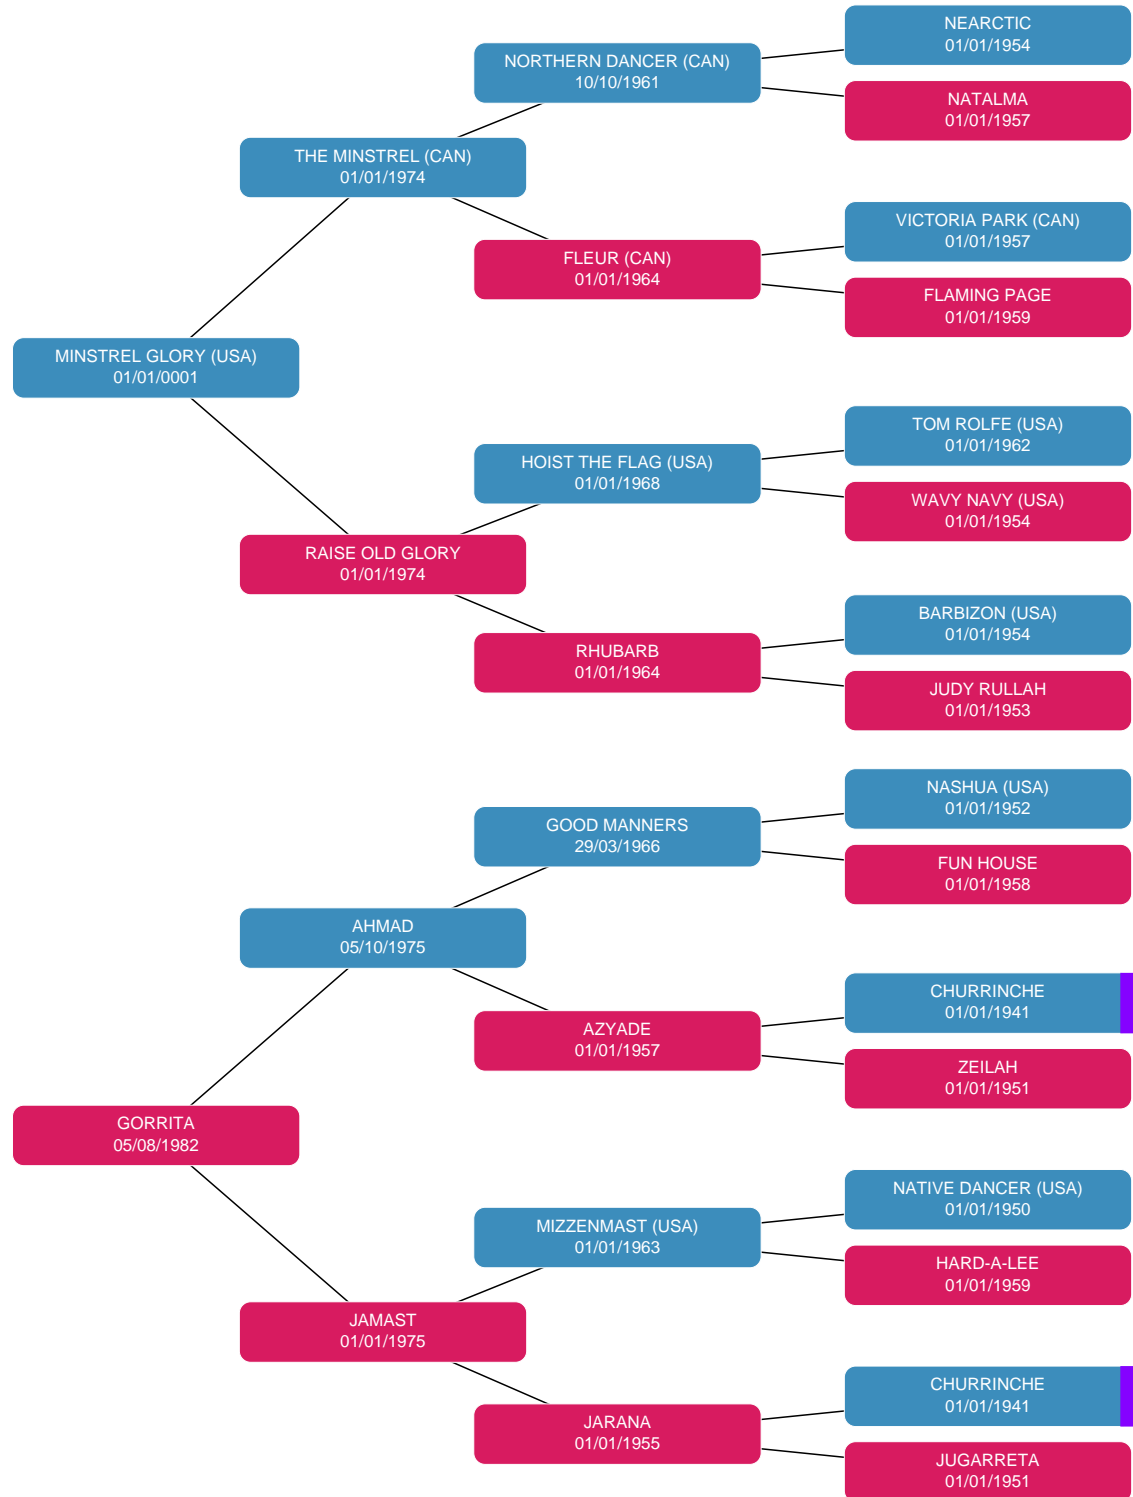 NEARCTIC
01/01/1954
NORTHERN DANCER (CAN)
10/10/1961
NATALMA
01/01/1957
THE MINSTREL (CAN)
01/01/1974
VICTORIA PARK (CAN)
01/01/1957
FLEUR (CAN)
01/01/1964
FLAMING PAGE
01/01/1959
MINSTREL GLORY (USA)
01/01/0001
TOM ROLFE (USA)
01/01/1962
HOIST THE FLAG (USA)
01/01/1968
WAVY NAVY (USA)
01/01/1954
RAISE OLD GLORY
01/01/1974
BARBIZON (USA)
01/01/1954
RHUBARB
01/01/1964
JUDY RULLAH
01/01/1953
NASHUA (USA)
01/01/1952
GOOD MANNERS
29/03/1966
FUN HOUSE
01/01/1958
AHMAD
05/10/1975
CHURRINCHE
01/01/1941
AZYADE
01/01/1957
ZEILAH
01/01/1951
GORRITA
05/08/1982
NATIVE DANCER (USA)
01/01/1950
MIZZENMAST (USA)
01/01/1963
HARD-A-LEE
01/01/1959
JAMAST
01/01/1975
CHURRINCHE
01/01/1941
JARANA
01/01/1955
JUGARRETA
01/01/1951